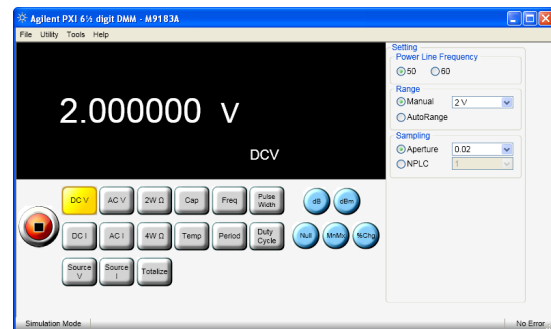 Agilent PXI 6½ digit DMM - M9183A
File Utility Tools Help
2.000000 V
DCV
Setting
Power Line Frequency
50 60
Range
Manual 2 V
AutoRange
Sampling
Aperture 0.02
NPLC 1
DC V AC V 2W Ω Cap Freq Pulse Width dB dBm
DC I AC I 4W Ω Temp Period Duty Cycle Null MnMx %Chg
Source V Source I Totalize
Simulation Mode No Error